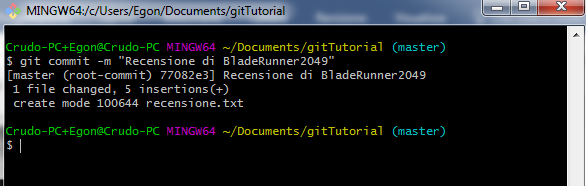 MINGW64:/c/Users/Egon/Documents/gitTutorial
Crudo-PC+Egon@Crudo-PC MINGW64 ~/Documents/gitTutorial (master)
$ git commit -m "Recensione di BladeRunner2049"
[master (root-commit) 77082e3] Recensione di BladeRunner2049
 1 file changed, 5 insertions(+)
 create mode 100644 recensione.txt
Crudo-PC+Egon@Crudo-PC MINGW64 ~/Documents/gitTutorial (master)
$